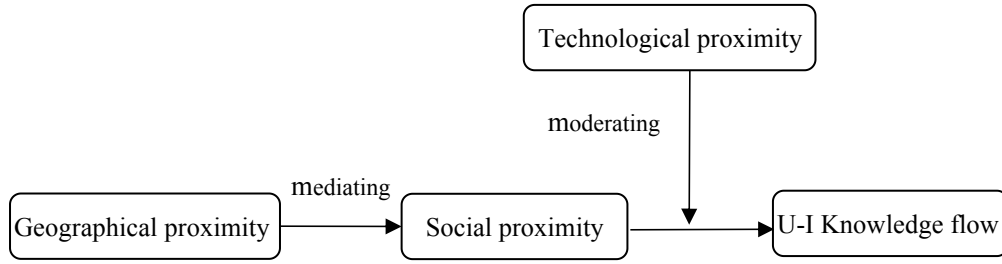 Technological proximity
moderating
mediating
Geographical proximity
Social proximity
U-I Knowledge flow